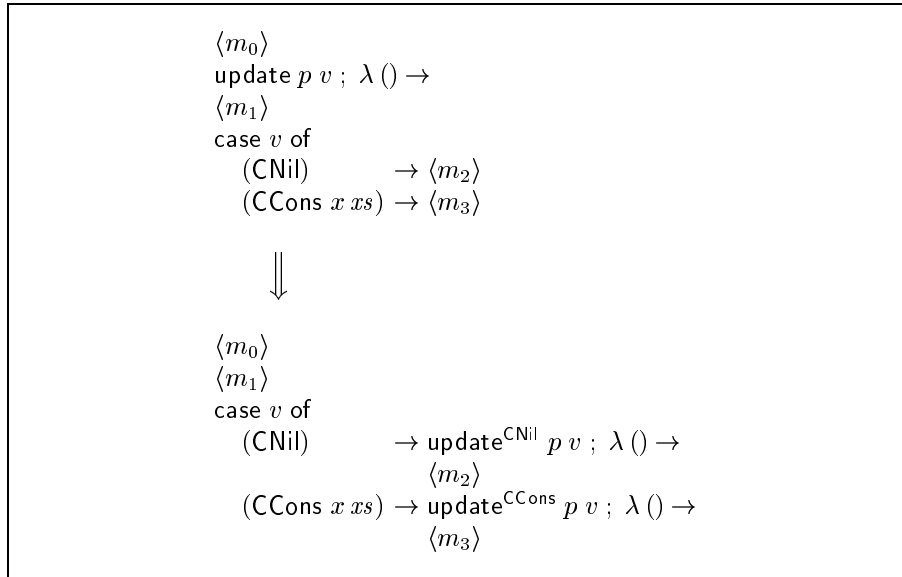 ⟨m₀⟩
update p v ; λ () →
⟨m₁⟩
case v of
(CNil) → ⟨m₂⟩
(CCons x xs) → ⟨m₃⟩
⇓
⟨m₀⟩
⟨m₁⟩
case v of
(CNil) → update^CNil p v ; λ () →
⟨m₂⟩
(CCons x xs) → update^CCons p v ; λ () →
⟨m₃⟩